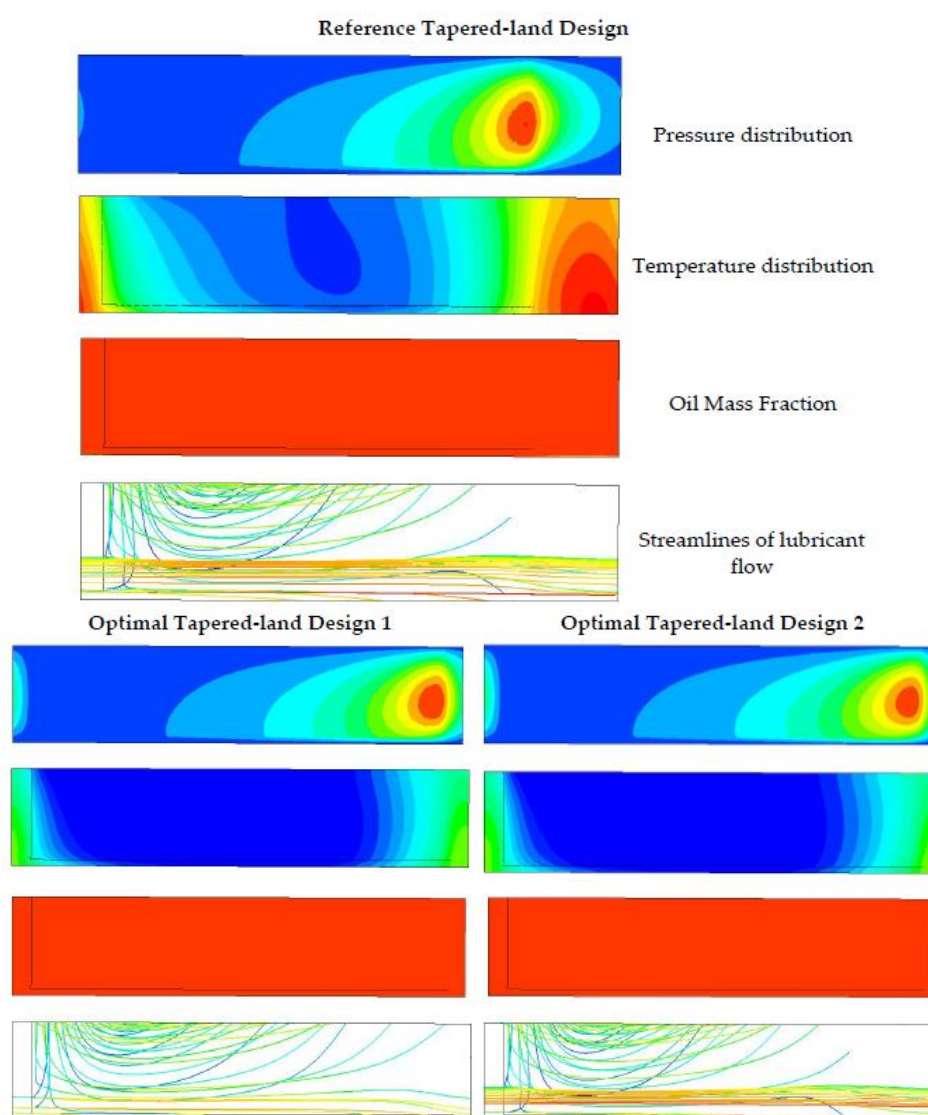 Reference Tapered-land Design
Pressure distribution
Temperature distribution
Oil Mass Fraction
Streamlines of lubricant
flow
Optimal Tapered-land Design 1
Optimal Tapered-land Design 2